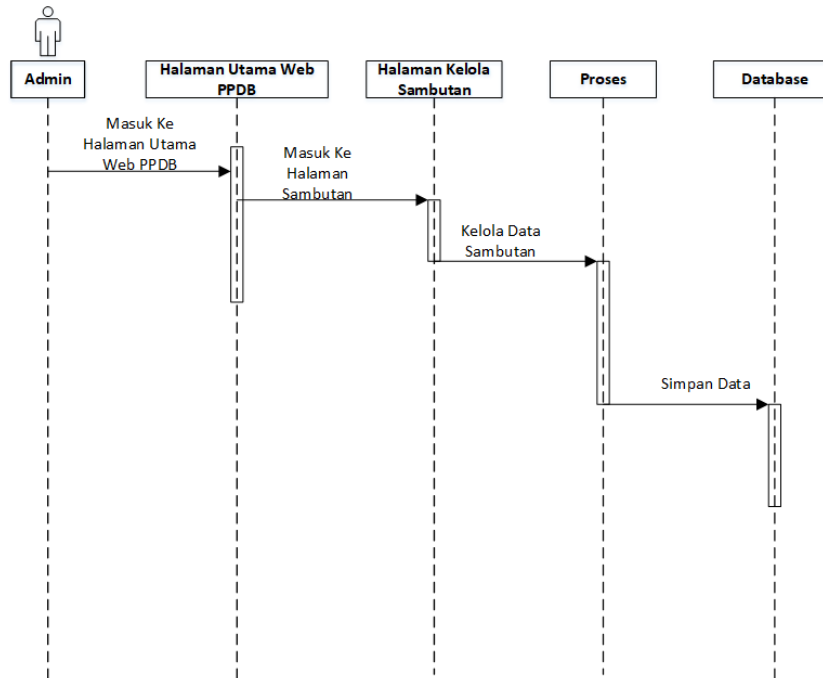 Admin
Halaman Utama Web
PPDB
Halaman Kelola
Sambutan
Proses
Database
Masuk Ke
Halaman Utama
Web PPDB
Masuk Ke
Halaman
Sambutan
Kelola Data
Sambutan
Simpan Data